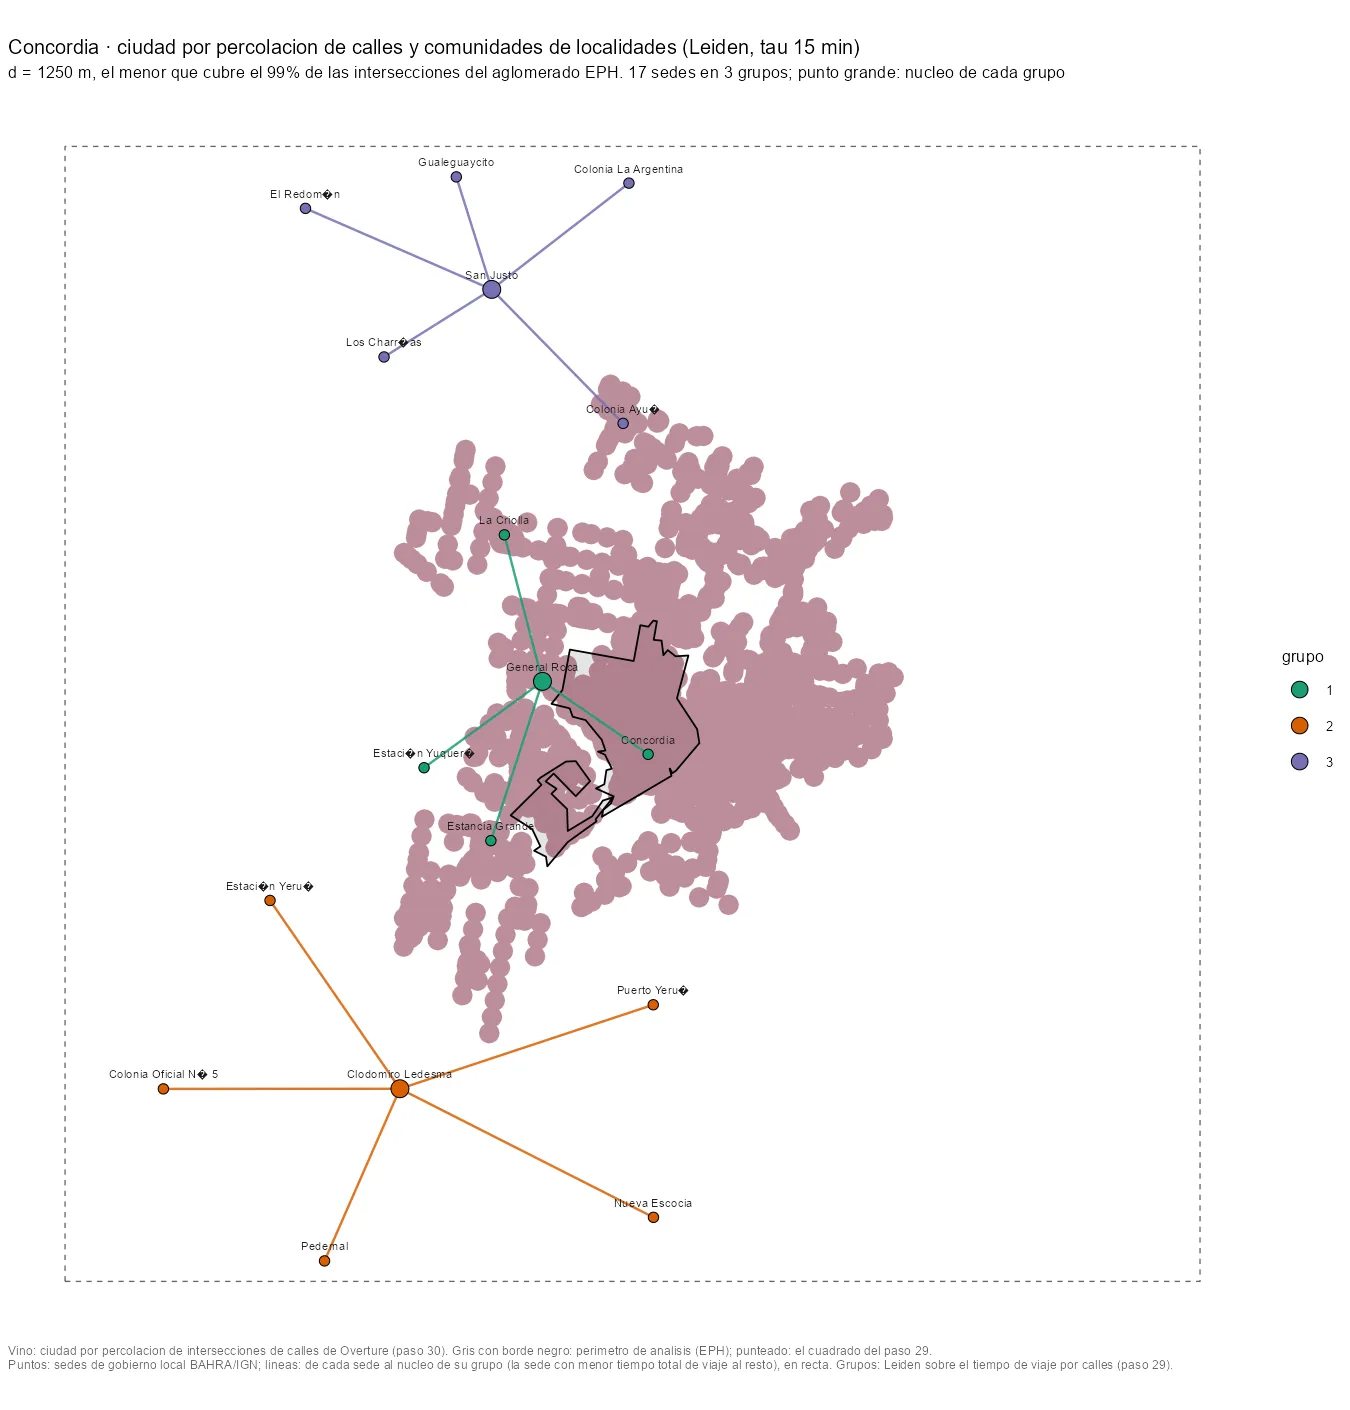 Concordia · ciudad por percolacion de calles y comunidades de localidades (Leiden, tau 15 min)
d = 1250 m, el menor que cubre el 99% de las intersecciones del aglomerado EPH. 17 sedes en 3 grupos; punto grande: nucleo de cada grupo
Gualeguaycito
Colonia La Argentina
El Redom�n
San Justo
Los Charr�as
Colonia Ayu�
La Criolla
grupo
General Roca
1
2
Concordia
Estaci�n Yuquer�
3
Estancia Grande
Estaci�n Yeru�
Puerto Yeru�
Colonia Oficial N� 5
Clodomiro Ledesma
Nueva Escocia
Pedernal
Vino: ciudad por percolacion de intersecciones de calles de Overture (paso 30). Gris con borde negro: perimetro de analisis (EPH); punteado: el cuadrado del paso 29.
Puntos: sedes de gobierno local BAHRA/IGN; lineas: de cada sede al nucleo de su grupo (la sede con menor tiempo total de viaje al resto), en recta. Grupos: Leiden sobre el tiempo de viaje por calles (paso 29).